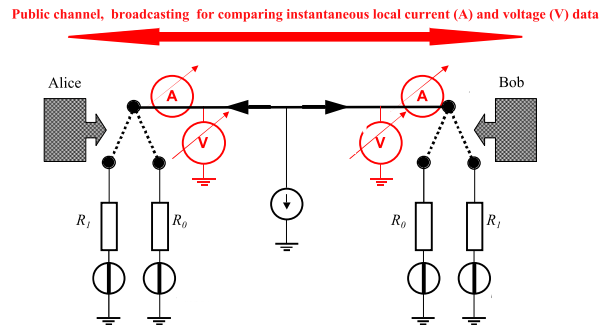 Public channel, broadcasting for comparing instantaneous local current (A) and voltage (V) data
Alice
Bob
A
A
V
V
R1
R0
R0
R1